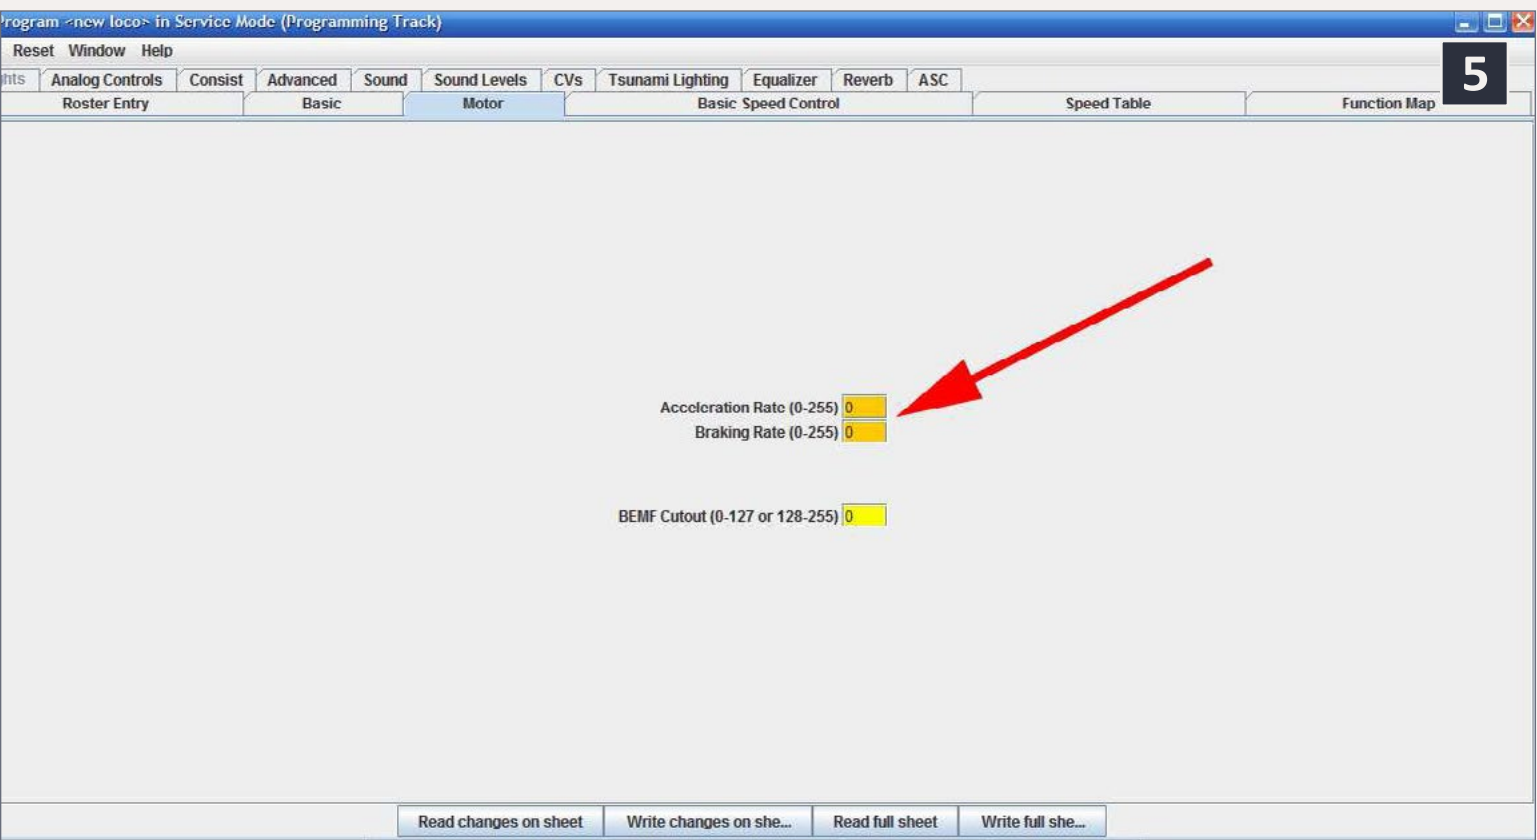 Program <new loco> in Service Mode (Programming Track)
Reset Window Help
5
hts Analog Controls Consist Advanced Sound Sound Levels CVs Tsunami Lighting Equalizer Reverb ASC
Roster Entry Basic Motor Basic Speed Control Speed Table Function Map
Acceleration Rate (0-255) 0
Braking Rate (0-255) 0
BEMF Cutout (0-127 or 128-255) 0
Read changes on sheet Write changes on she... Read full sheet Write full she...